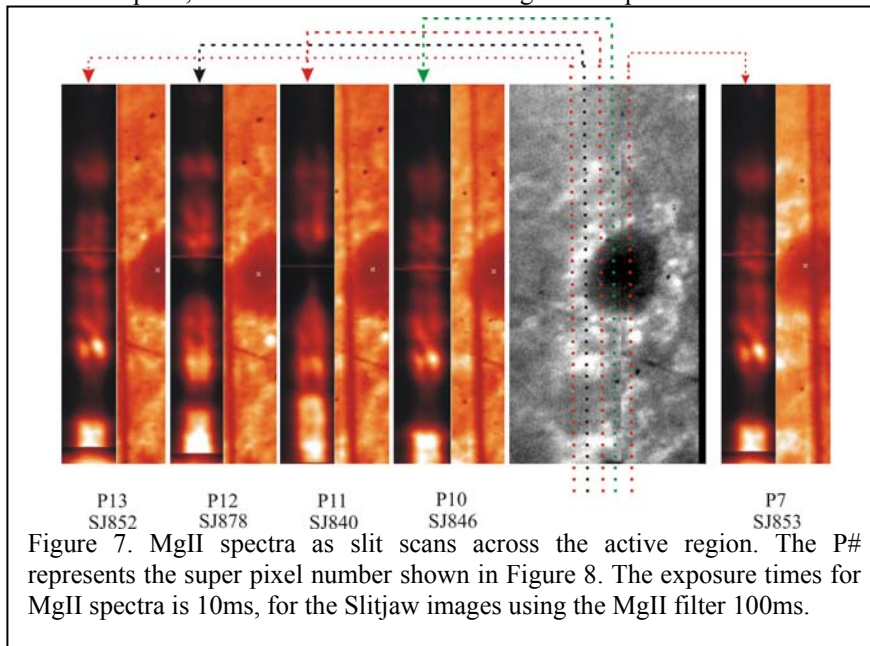 P13 P12 P11 P10 P7
SJ852 SJ878 SJ840 SJ846 SJ853
Figure 7. MgII spectra as slit scans across the active region. The P#
represents the super pixel number shown in Figure 8. The exposure times for
MgII spectra is 10ms, for the Slitjaw images using the MgII filter 100ms.